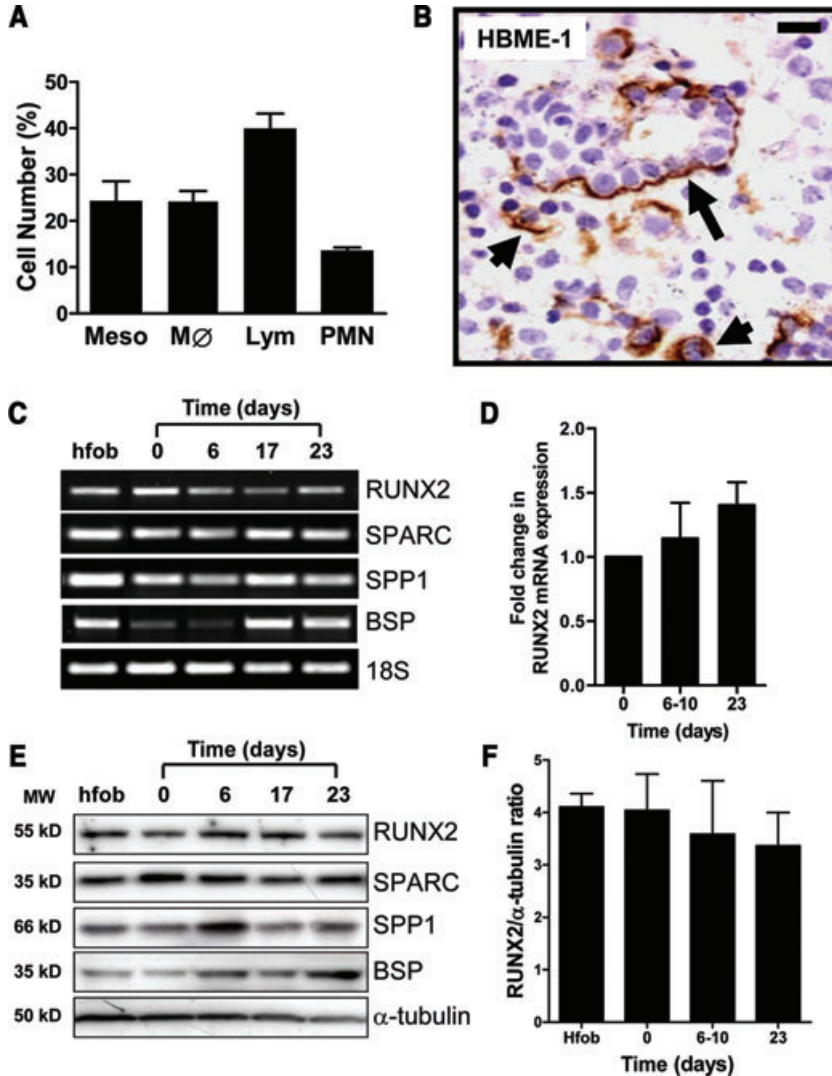 A
Cell Number (%)
50
40
30
20
10
0
Meso MØ Lym PMN
B
HBME-1
C
Time (days)
hfob 0 6 17 23
RUNX2
SPARC
SPP1
BSP
18S
D
Fold change in
RUNX2 mRNA expression
2.0
1.5
1.0
0.5
0.0
0 6-10 23
Time (days)
E
Time (days)
MW hfob 0 6 17 23
55 kD RUNX2
35 kD SPARC
66 kD SPP1
35 kD BSP
50 kD α-tubulin
F
RUNX2/α-tubulin ratio
5
4
3
2
1
0
Hfob 0 6-10 23
Time (days)